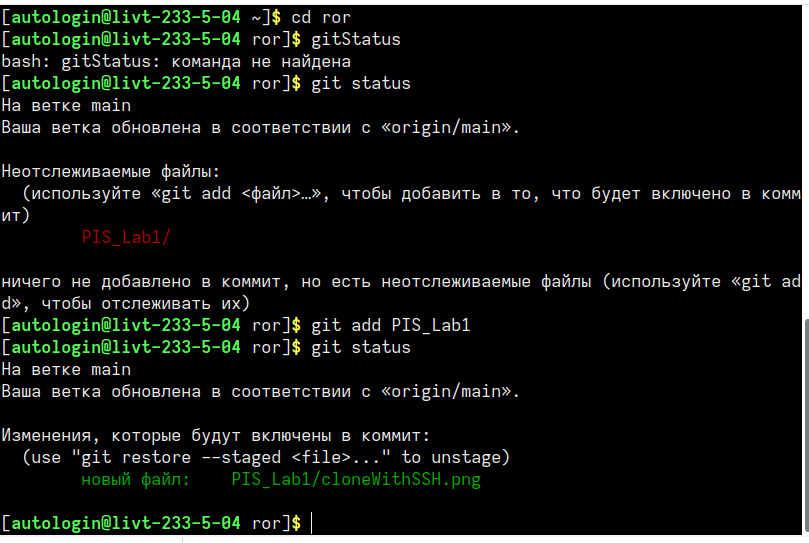 [autologin@livt-233-5-04 ~]$ cd ror
[autologin@livt-233-5-04 ror]$ gitStatus
bash: gitStatus: команда не найдена
[autologin@livt-233-5-04 ror]$ git status
На ветке main
Ваша ветка обновлена в соответствии с «origin/main».
Неотслеживаемые файлы:
(используйте «git add <файл>…», чтобы добавить в то, что будет включено в комм
ит)
PIS_Lab1/
ничего не добавлено в коммит, но есть неотслеживаемые файлы (используйте «git ad
d», чтобы отслеживать их)
[autologin@livt-233-5-04 ror]$ git add PIS_Lab1
[autologin@livt-233-5-04 ror]$ git status
На ветке main
Ваша ветка обновлена в соответствии с «origin/main».
Изменения, которые будут включены в коммит:
(use "git restore --staged <file>..." to unstage)
новый файл:    PIS_Lab1/cloneWithSSH.png
[autologin@livt-233-5-04 ror]$